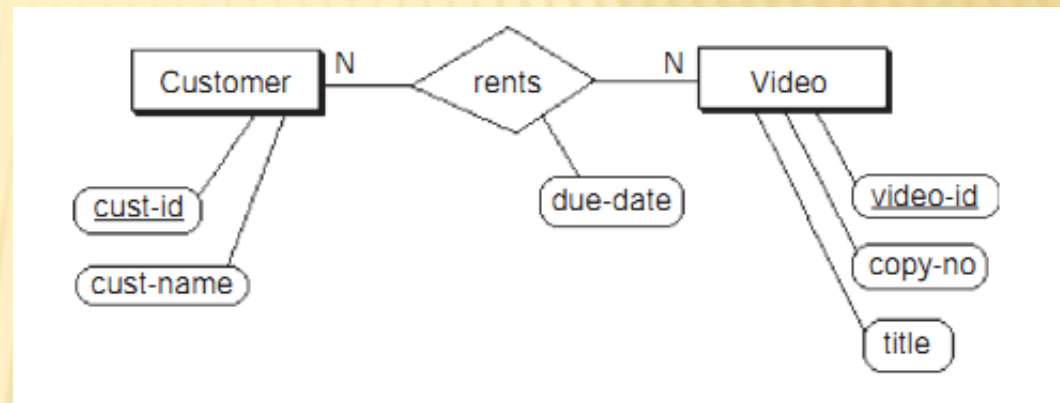 Customer
N
rents
N
Video
cust-id
cust-name
due-date
video-id
copy-no
title